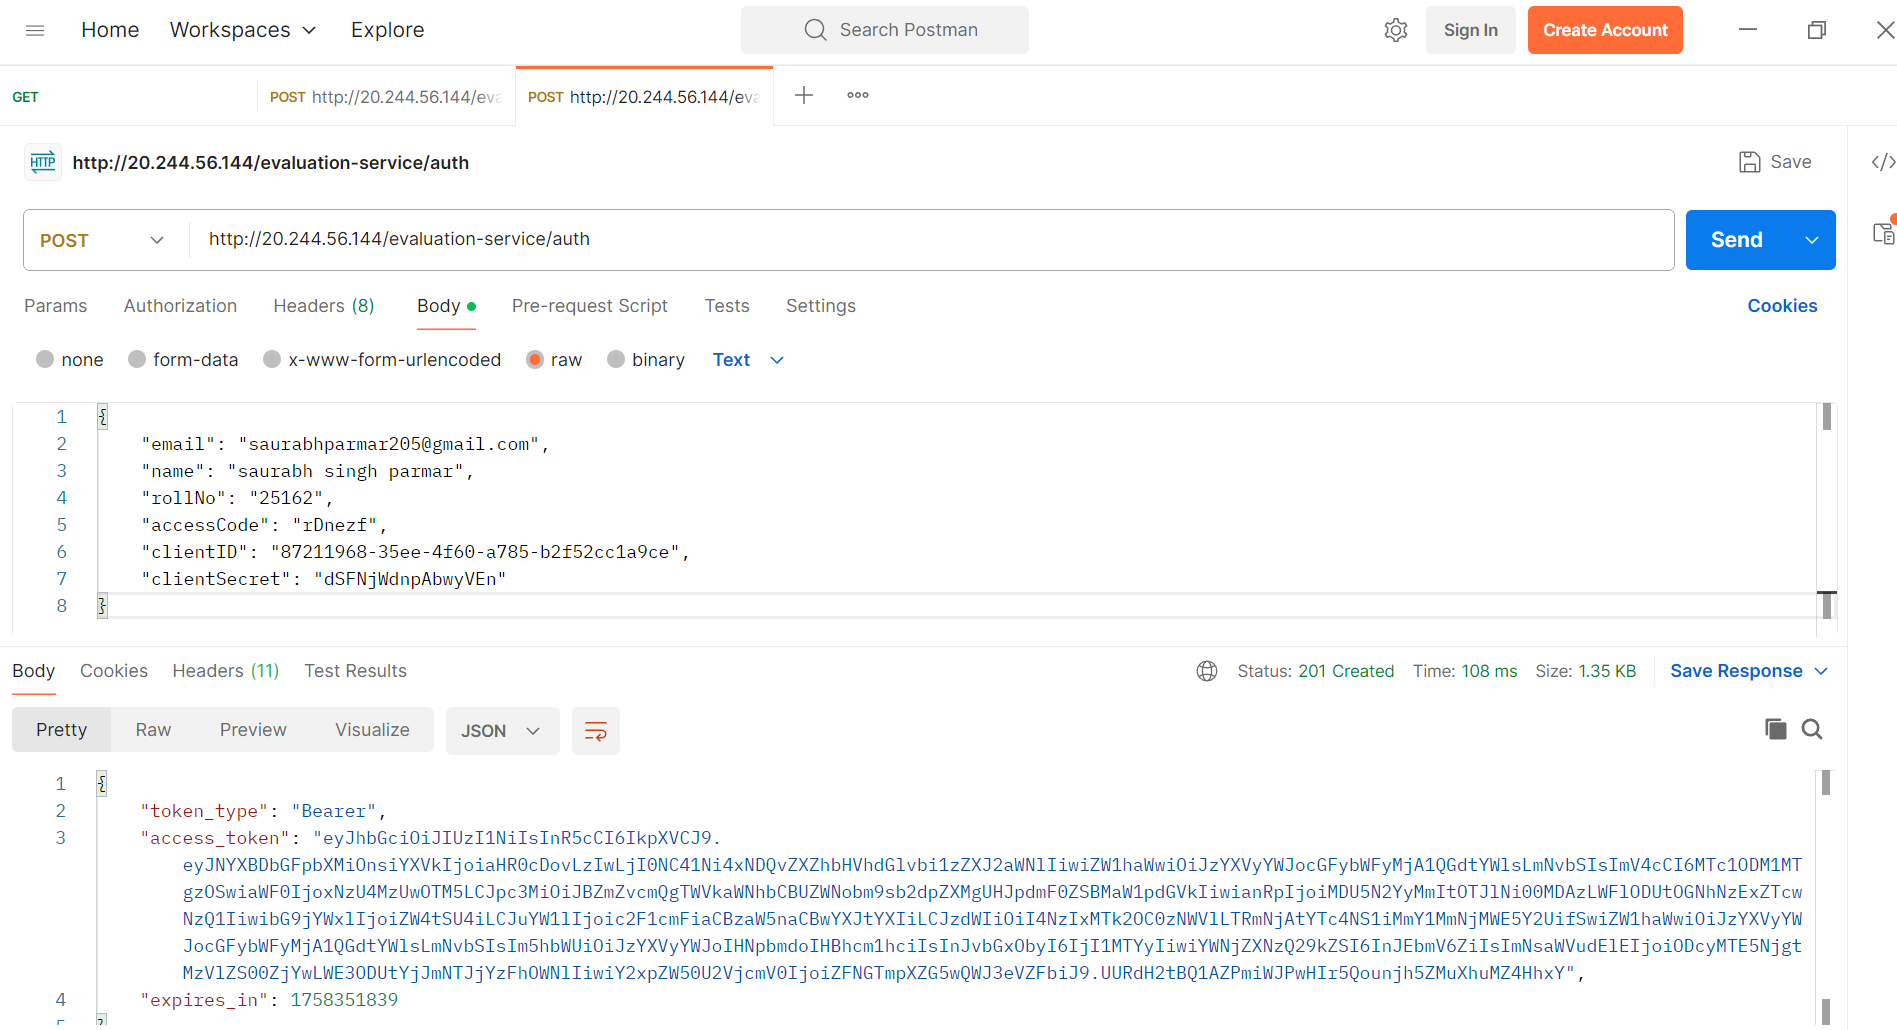 Home Workspaces Explore Search Postman Sign In Create Account
GET POST http://20.244.56.144/eva POST http://20.244.56.144/eva
HTTP http://20.244.56.144/evaluation-service/auth Save </>
POST http://20.244.56.144/evaluation-service/auth Send
Params Authorization Headers (8) Body Pre-request Script Tests Settings Cookies
none form-data x-www-form-urlencoded raw binary Text
1 {
2 "email": "saurabhparmar205@gmail.com",
3 "name": "saurabh singh parmar",
4 "rollNo": "25162",
5 "accessCode": "rDnezf",
6 "clientID": "87211968-35ee-4f60-a785-b2f52cc1a9ce",
7 "clientSecret": "dSFNjWdnpAbwyVEn"
8 }
Body Cookies Headers (11) Test Results Status: 201 Created Time: 108 ms Size: 1.35 KB Save Response
Pretty Raw Preview Visualize JSON
1 {
2 "token_type": "Bearer",
3 "access_token": "eyJhbGciOiJIUzI1NiIsInR5cCI6IkpXVCJ9.
eyJNYXBDbGFpbXMiOnsiYXVkIjoiaHR0cDovLzIwLjI0NC41Ni4xNDQvZXZhbHVhdGlvbi1zZXJ2aWNlIiwiZW1haWwiOiJzYXVyYWJocGFybWFyMjA1QGdtYWlsLmNvbSIsImV4cCI6MTc1ODM1MT
gzOSwiaWF0IjoxNzU4MzUwOTM5LCJpc3MiOiJBZmZvcmQgTWVkaWNhbCBUZWNobm9sb2dpZXMgUHJpdmF0ZSBMaW1pdGVkIiwianRpIjoiMDU5N2YyMmItOTJlNi00MDAzLWFlODUtOGNhNzExZTcw
NzQ1IiwibG9jYWxlIjoiZW4tSU4iLCJuYW1lIjoic2F1cmFiaCBzaW5naCBwYXJtYXIiLCJzdWIiOiI4NzIxMTk2OC0zNWVlLTRmNjAtYTc4NS1iMmY1MmNjMWE5Y2UifSwiZW1haWwiOiJzYXVyYW
JocGFybWFyMjA1QGdtYWlsLmNvbSIsIm5hbWUiOiJzYXVyYWJoIHNpbmdoIHBhcm1hciIsInJvbGxObyI6IjI1MTYyIiwiYWNjZXNzQ29kZSI6InJEbmV6ZiIsImNsaWVudElEIjoiODcyMTE5Njgt
MzVlZS00ZjYwLWE3ODUtYjJmNTJjYzFhOWNlIiwiY2xpZW50U2VjcmV0IjoiZFNGTmpXZG5wQWJ3eVZFbiJ9.UURdH2tBQ1AZPmiWJPwHIr5Qounjh5ZMuXhuMZ4HhxY",
4 "expires_in": 1758351839
5 }